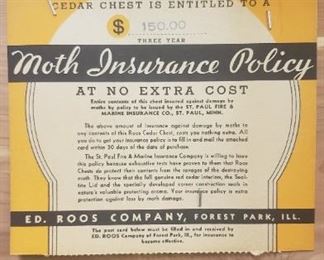 CEDAR CHEST IS ENTITLED TO A
$ 150.00
THREE YEAR
Moth Insurance Policy
AT NO EXTRA COST
Entire contents of this chest insured against damage by
moths by policy to be issued by the ST. PAUL FIRE &
MARINE INSURANCE CO., ST. PAUL, MINN.
The above amount of insurance against damage by moths
to any contents of this Roos Cedar Chest, costs you nothing extra. All
you do to get your insurance policy is to fill in and mail the attached
card within 30 days of the date of purchase.
The St. Paul Fire & Marine Insurance Company is willing to issue
this policy because exhaustive tests have proven to them that Roos
Chests do protect their contents from the ravages of the destroying
moth. They know that the full genuine red cedar interior, the Seal-
tite Lid and the specially developed corner construction seals in
nature's volatile protecting aroma. Your insurance policy is extra
protection against loss by moth damage.
ED. ROOS COMPANY, FOREST PARK, ILL.
The post card below must be filled in and received by
ED. ROOS Company of Forest Park, Ill., for insurance to
become effective.